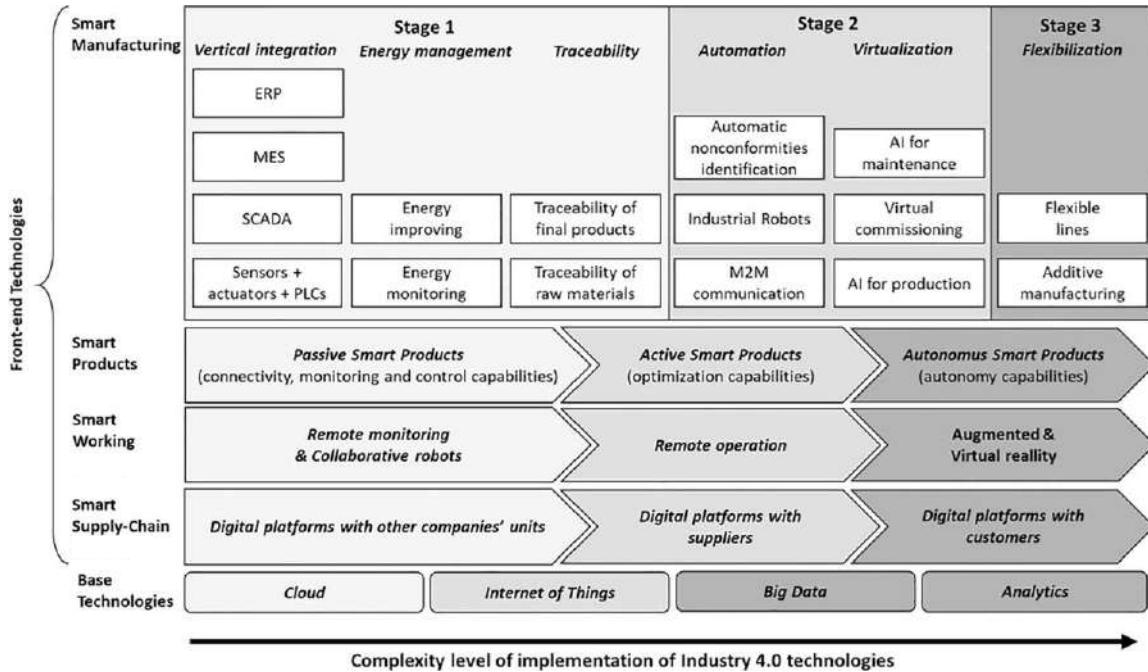 Front-end Technologies
Smart
Manufacturing
Stage 1
Stage 2
Stage 3
Vertical integration
Energy management
Traceability
Automation
Virtualization
Flexibilization
ERP
MES
Automatic
nonconformities
identification
AI for
maintenance
SCADA
Energy
improving
Traceability of
final products
Industrial Robots
Virtual
commissioning
Flexible
lines
Sensors +
actuators + PLCs
Energy
monitoring
Traceability of
raw materials
M2M
communication
AI for production
Additive
manufacturing
Smart
Products
Passive Smart Products
(connectivity, monitoring and control capabilities)
Active Smart Products
(optimization capabilities)
Autonomus Smart Products
(autonomy capabilities)
Smart
Working
Remote monitoring
& Collaborative robots
Remote operation
Augmented &
Virtual reallity
Smart
Supply-Chain
Digital platforms with other companies' units
Digital platforms with
suppliers
Digital platforms with
customers
Base
Technologies
Cloud
Internet of Things
Big Data
Analytics
Complexity level of implementation of Industry 4.0 technologies